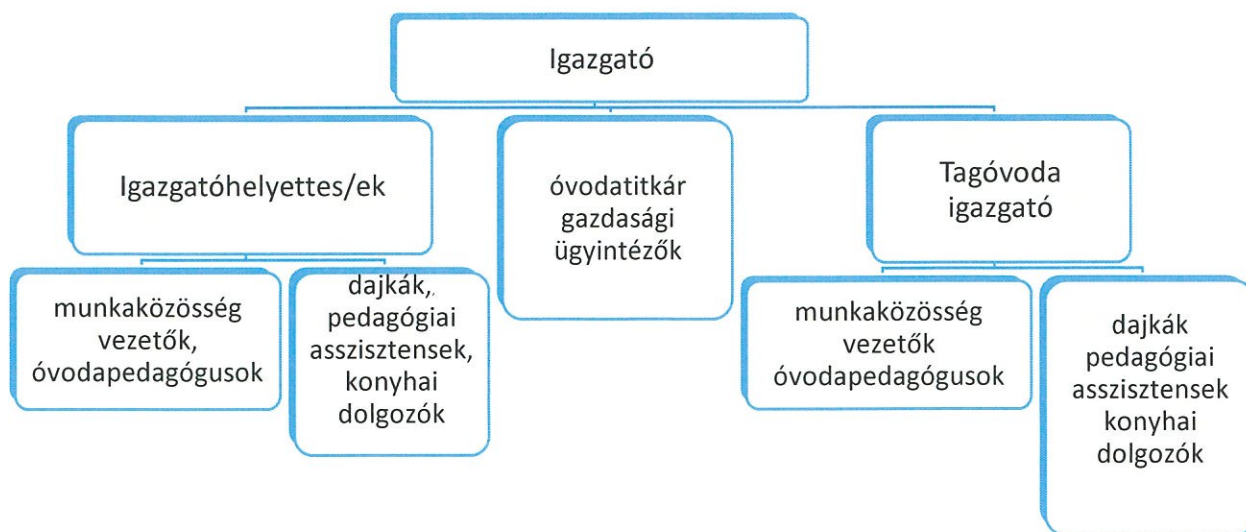 Igazgató
Igazgatóhelyettes/ek
óvodatitkár
gazdasági
ügyintézők
Tagóvoda
igazgató
munkaközösség
vezetők,
óvodapedagógusok
dajkák,
pedagógiai
asszisztensek,
konyhai
dolgozók
munkaközösség
vezetők
óvodapedagógusok
dajkák
pedagógiai
asszisztensek
konyhai
dolgozók